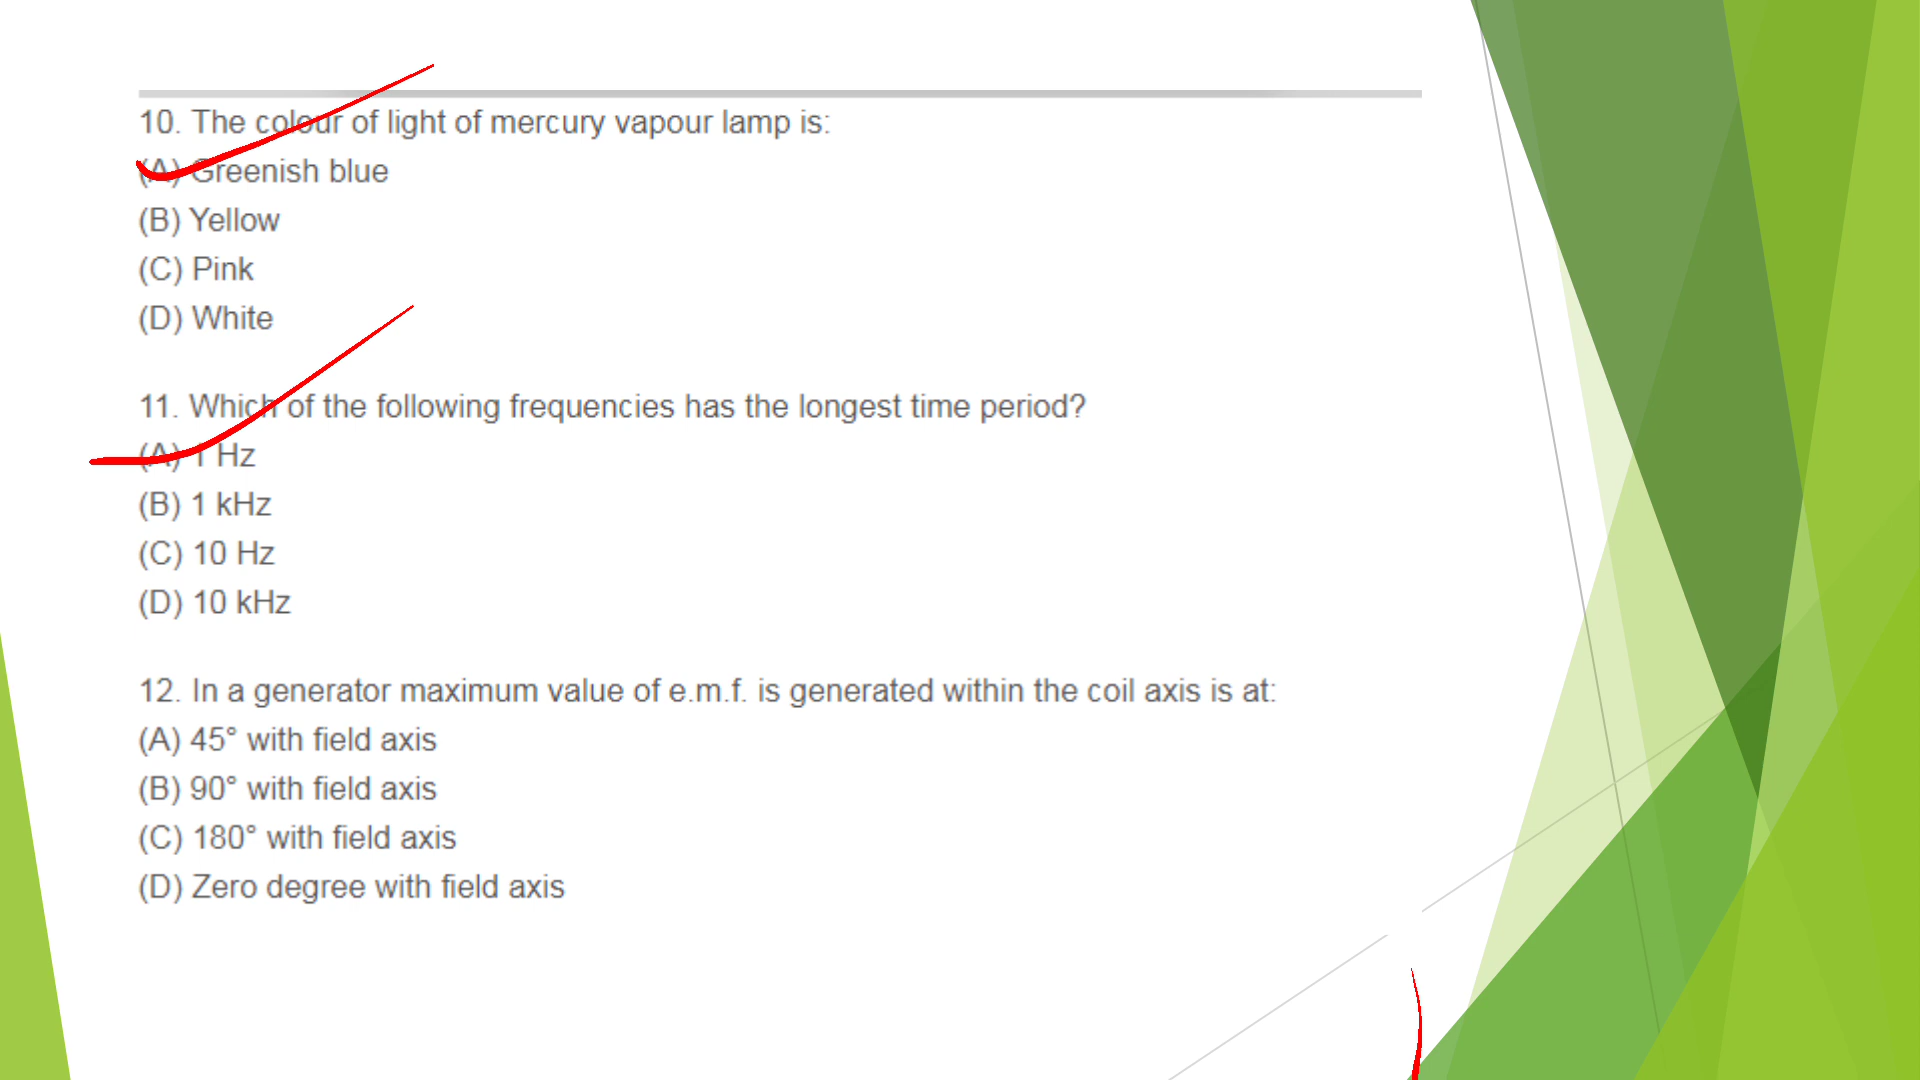 10. The colour of light of mercury vapour lamp is:
(A) Greenish blue
(B) Yellow
(C) Pink
(D) White
11. Which of the following frequencies has the longest time period?
(A) 1 Hz
(B) 1 kHz
(C) 10 Hz
(D) 10 kHz
12. In a generator maximum value of e.m.f. is generated within the coil axis is at:
(A) 45° with field axis
(B) 90° with field axis
(C) 180° with field axis
(D) Zero degree with field axis